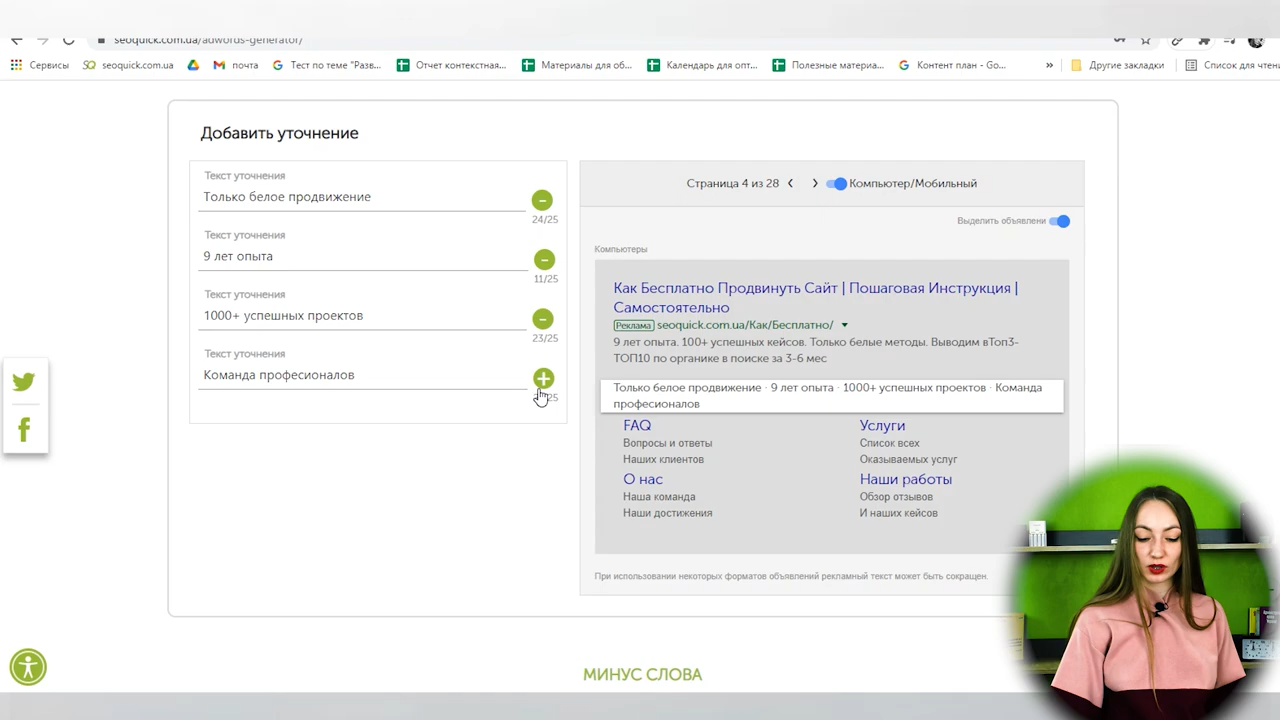 seoquick.com.ua/adwords-generator/
Сервисы
seoquick.com.ua
почта
Тест по теме "Разв...
Отчет контекстная...
Материалы для об...
Календарь для опт...
Полезные материа...
Контент план - Go...
»
Другие закладки
Список для чтени
Добавить уточнение
Текст уточнения
Только белое продвижение
24/25
Текст уточнения
9 лет опыта
11/25
Текст уточнения
1000+ успешных проектов
23/25
Текст уточнения
Команда професионалов
Страница 4 из 28
Компьютер/Мобильный
Выделить объявлени
Компьютеры
Как Бесплатно Продвинуть Сайт | Пошаговая Инструкция |
Самостоятельно
Реклама seoquick.com.ua/Как/Бесплатно/
9 лет опыта. 100+ успешных кейсов. Только белые методы. Выводим вТоп3-
ТОП10 по органике в поиске за 3-6 мес
Только белое продвижение · 9 лет опыта · 1000+ успешных проектов · Команда
професионалов
FAQ
Вопросы и ответы
Наших клиентов
Услуги
Список всех
Оказываемых услуг
О нас
Наша команда
Наши достижения
Наши работы
Обзор отзывов
И наших кейсов
При использовании некоторых форматов объявлений рекламный текст может быть сокращен.
МИНУС СЛОВА